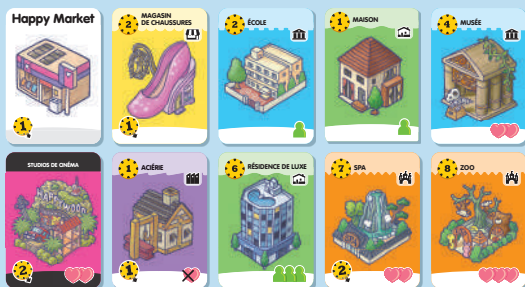 Happy Market
1
2 MAGASIN
DE CHAUSSURES
1
2 ÉCOLE
1 MAISON
4 MUSÉE
STUDIOS DE CINÉMA
HAPPYWOOD
2
1 ACIÉRIE
1
6 RÉSIDENCE DE LUXE
7 SPA
2
8 ZOO